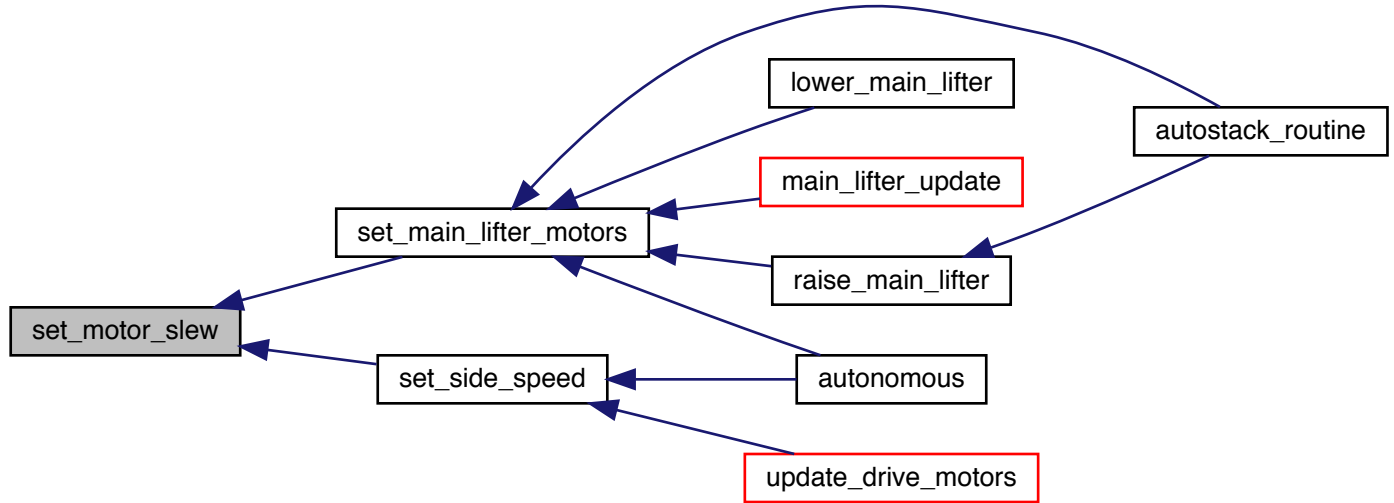 lower_main_lifter
autostack_routine
main_lifter_update
set_main_lifter_motors
raise_main_lifter
set_motor_slew
set_side_speed
autonomous
update_drive_motors